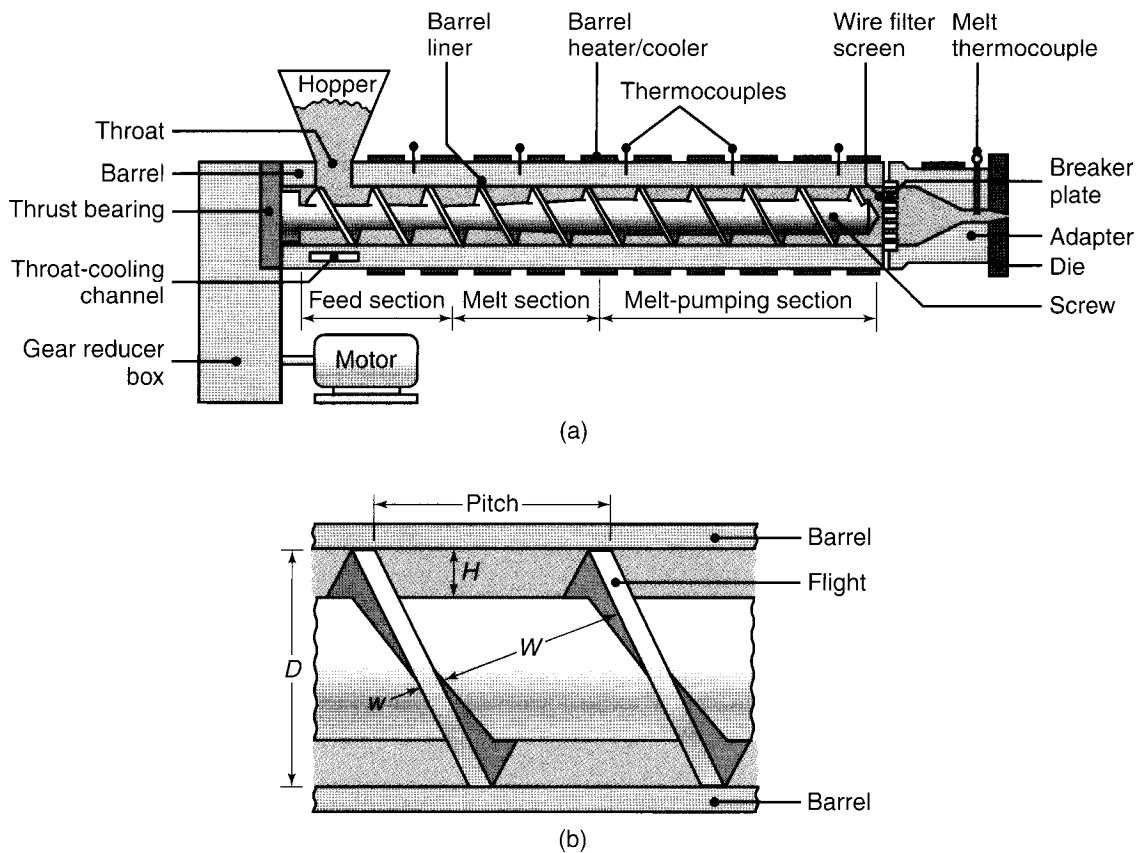 Barrel
liner
Barrel
heater/cooler
Wire filter
screen
Melt
thermocouple
Hopper
Thermocouples
Throat
Barrel
Thrust bearing
Throat-cooling
channel
Gear reducer
box
Breaker
plate
Adapter
Die
Screw
Feed section
Melt section
Melt-pumping section
Motor
(a)
Pitch
Barrel
H
Flight
W
D
w
Barrel
(b)